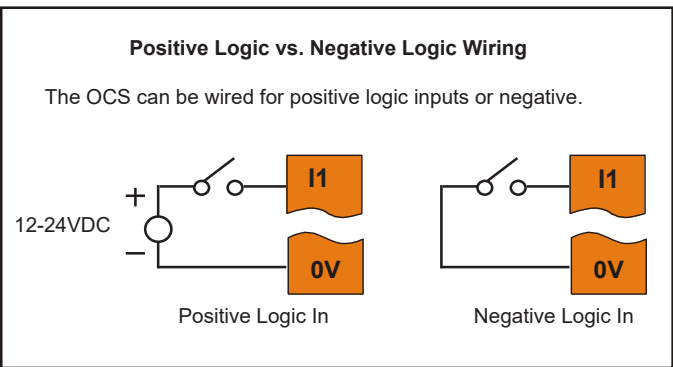 Positive Logic vs. Negative Logic Wiring
The OCS can be wired for positive logic inputs or negative.
I1
I1
+
12-24VDC
–
0V
0V
Positive Logic In
Negative Logic In